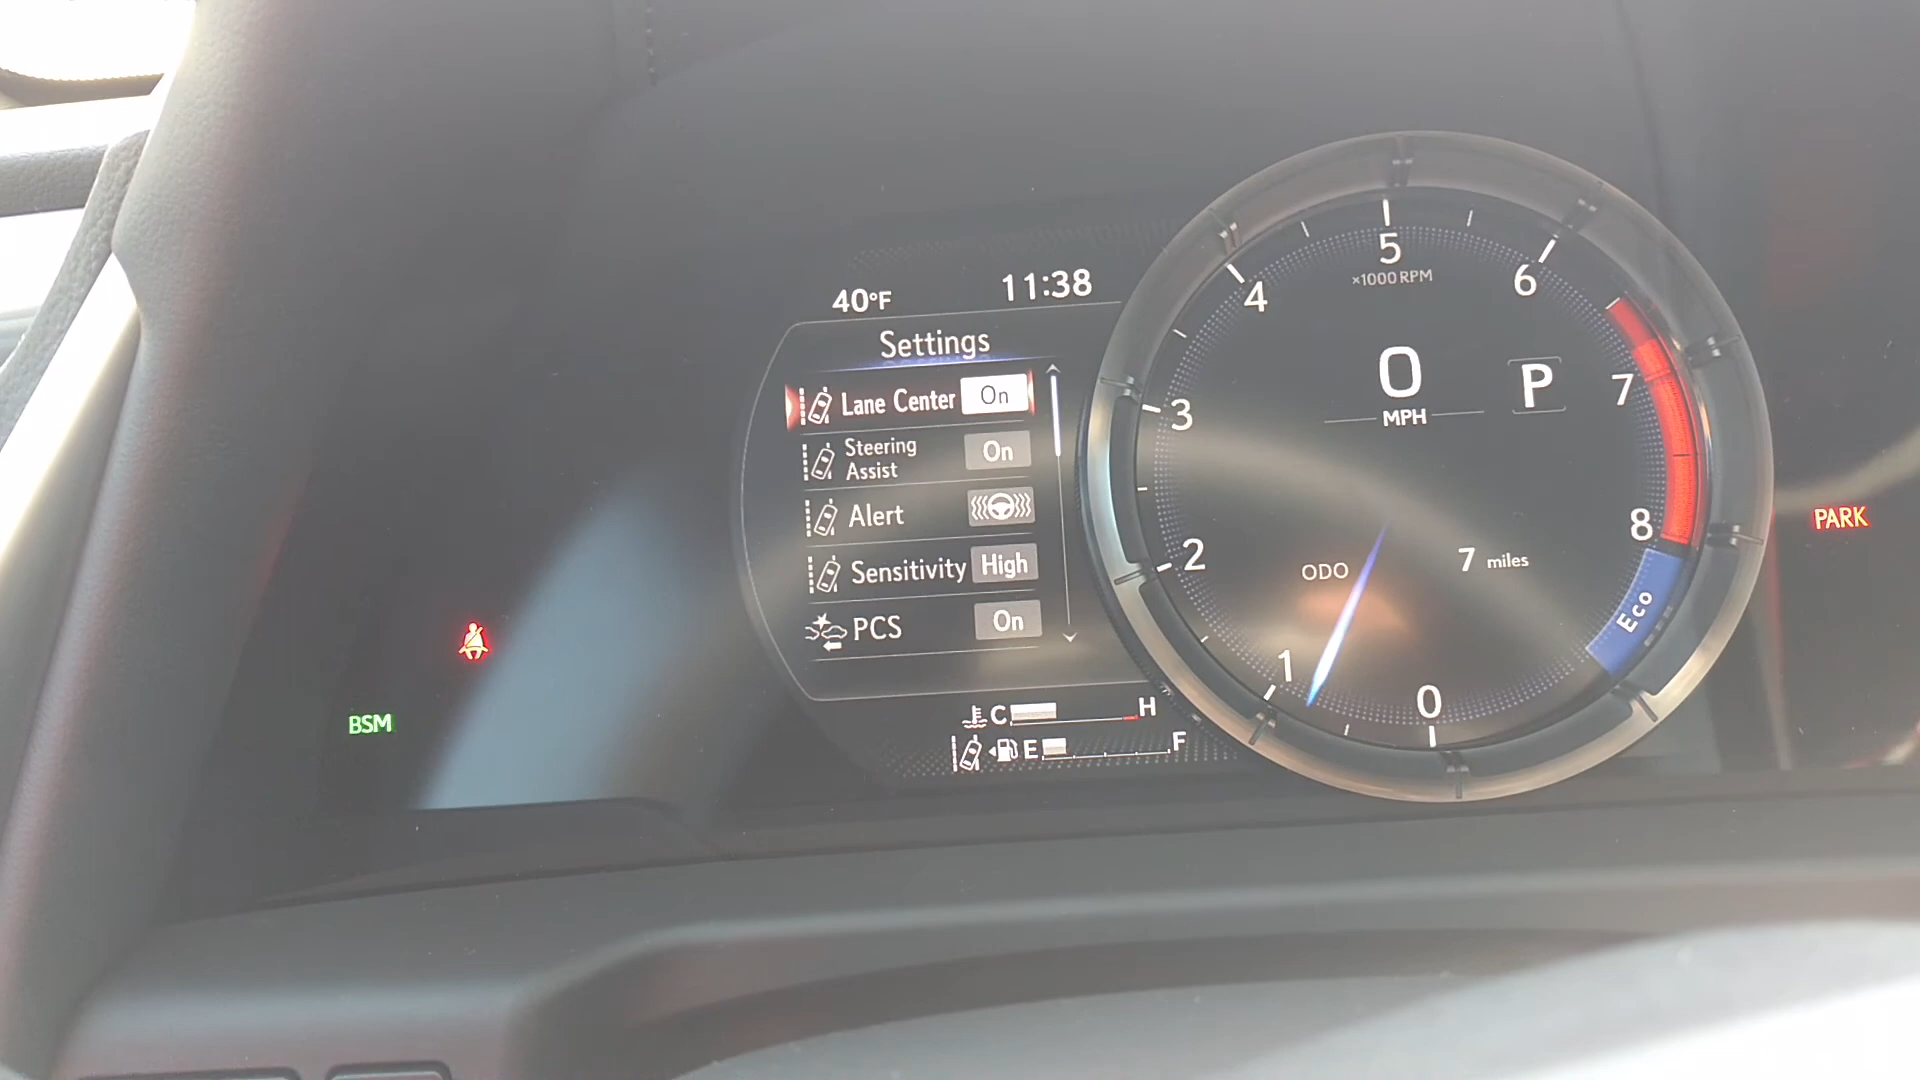 40°F 11:38
Settings
Lane Center On
Steering On
Assist
Alert
Sensitivity High
PCS On
C H
E F
BSM
0
1
2
3
4
5
6
7
8
×1000 RPM
0
MPH
P
ODO 7 miles
Eco
PARK